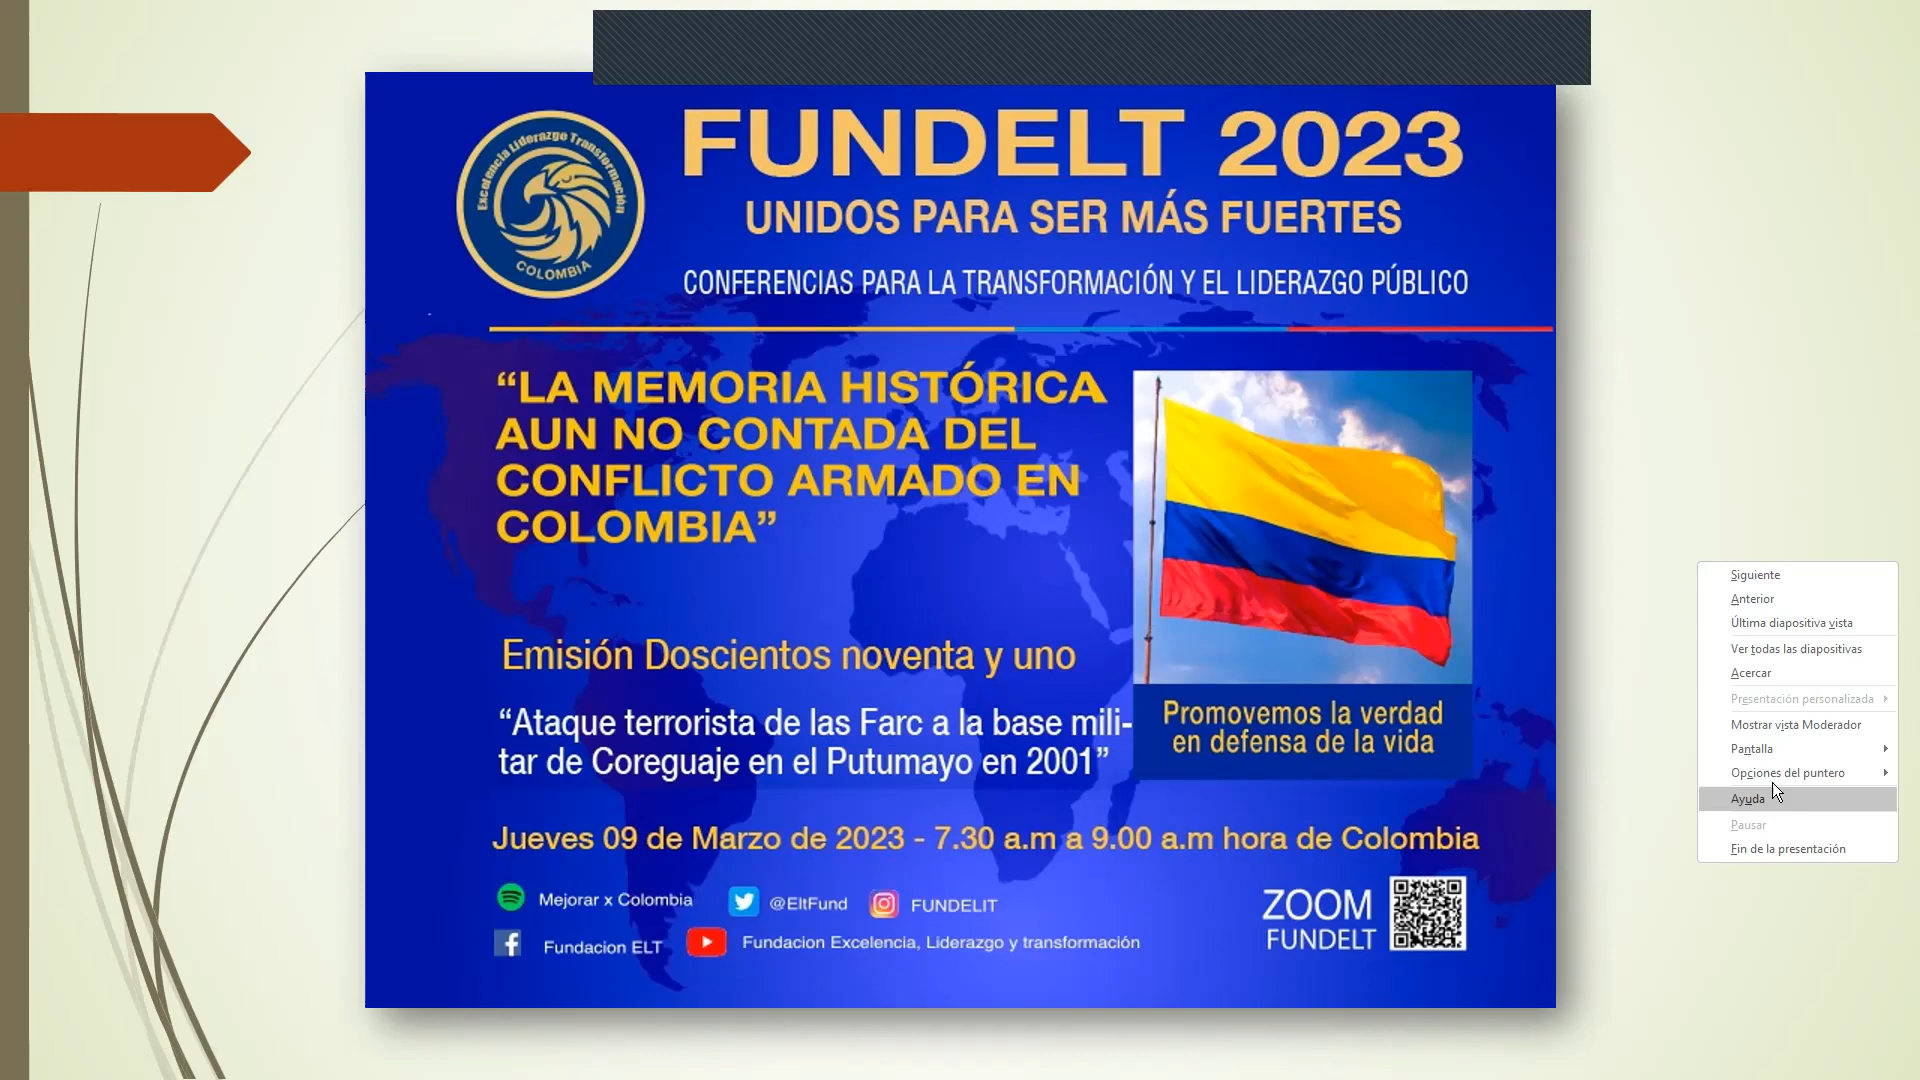 Excelencia Liderazgo Transformación
COLOMBIA
FUNDELT 2023
UNIDOS PARA SER MÁS FUERTES
CONFERENCIAS PARA LA TRANSFORMACIÓN Y EL LIDERAZGO PÚBLICO
“LA MEMORIA HISTÓRICA
AUN NO CONTADA DEL
CONFLICTO ARMADO EN
COLOMBIA”
Emisión Doscientos noventa y uno
“Ataque terrorista de las Farc a la base mili-
tar de Coreguaje en el Putumayo en 2001”
Promovemos la verdad
en defensa de la vida
Jueves 09 de Marzo de 2023 - 7.30 a.m a 9.00 a.m hora de Colombia
Mejorar x Colombia
@EltFund
FUNDELIT
Fundacion ELT
Fundacion Excelencia, Liderazgo y transformación
ZOOM
FUNDELT
Siguiente
Anterior
Última diapositiva vista
Ver todas las diapositivas
Acercar
Presentación personalizada
Mostrar vista Moderador
Pantalla
Opciones del puntero
Ayuda
Pausar
Fin de la presentación